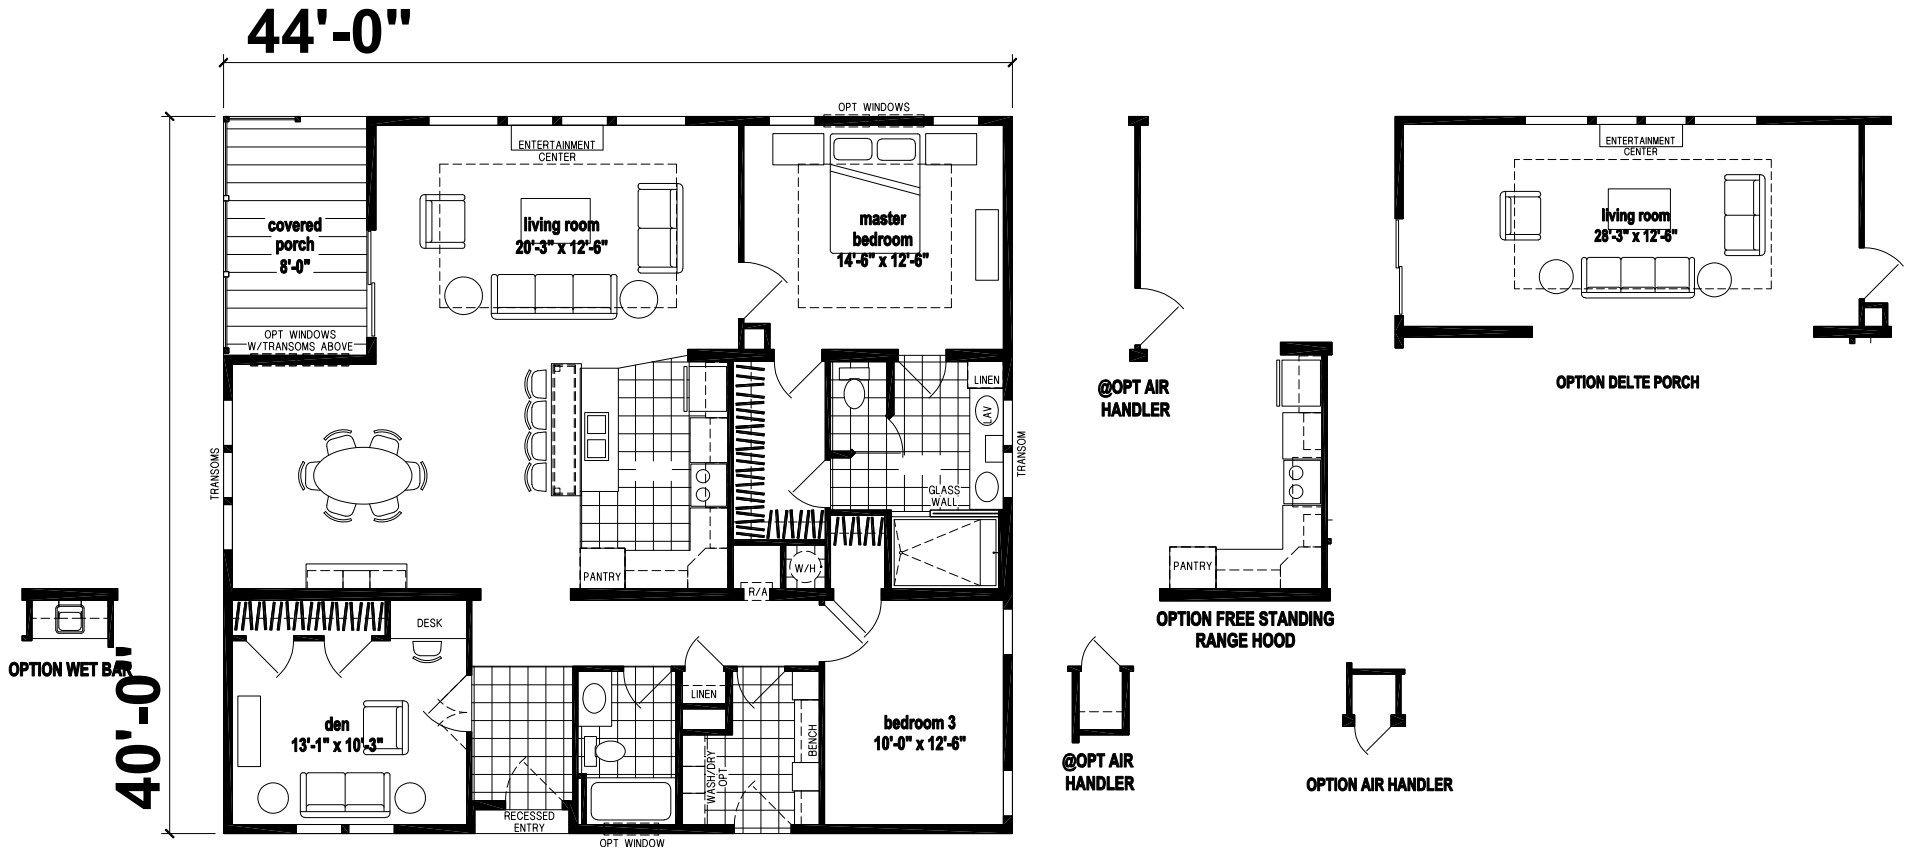 44'-0"
40'-0"
OPT WINDOWS
ENTERTAINMENT
CENTER
covered
porch
8'-0"
living room
20'-3" x 12'-6"
master
bedroom
14'-6" x 12'-6"
OPT WINDOWS
W/TRANSOMS ABOVE
LINEN
LAV
TRANSOMS
TRANSOM
GLASS
WALL
PANTRY
R/A
W/H
DESK
LINEN
den
13'-1" x 10'-3"
bedroom 3
10'-0" x 12'-6"
WASH/DRY
OPT
BENCH
RECESSED
ENTRY
OPT WINDOW
OPTION WET BAR
@OPT AIR
HANDLER
ENTERTAINMENT
CENTER
living room
28'-3" x 12'-6"
OPTION DELTE PORCH
PANTRY
OPTION FREE STANDING
RANGE HOOD
@OPT AIR
HANDLER
OPTION AIR HANDLER